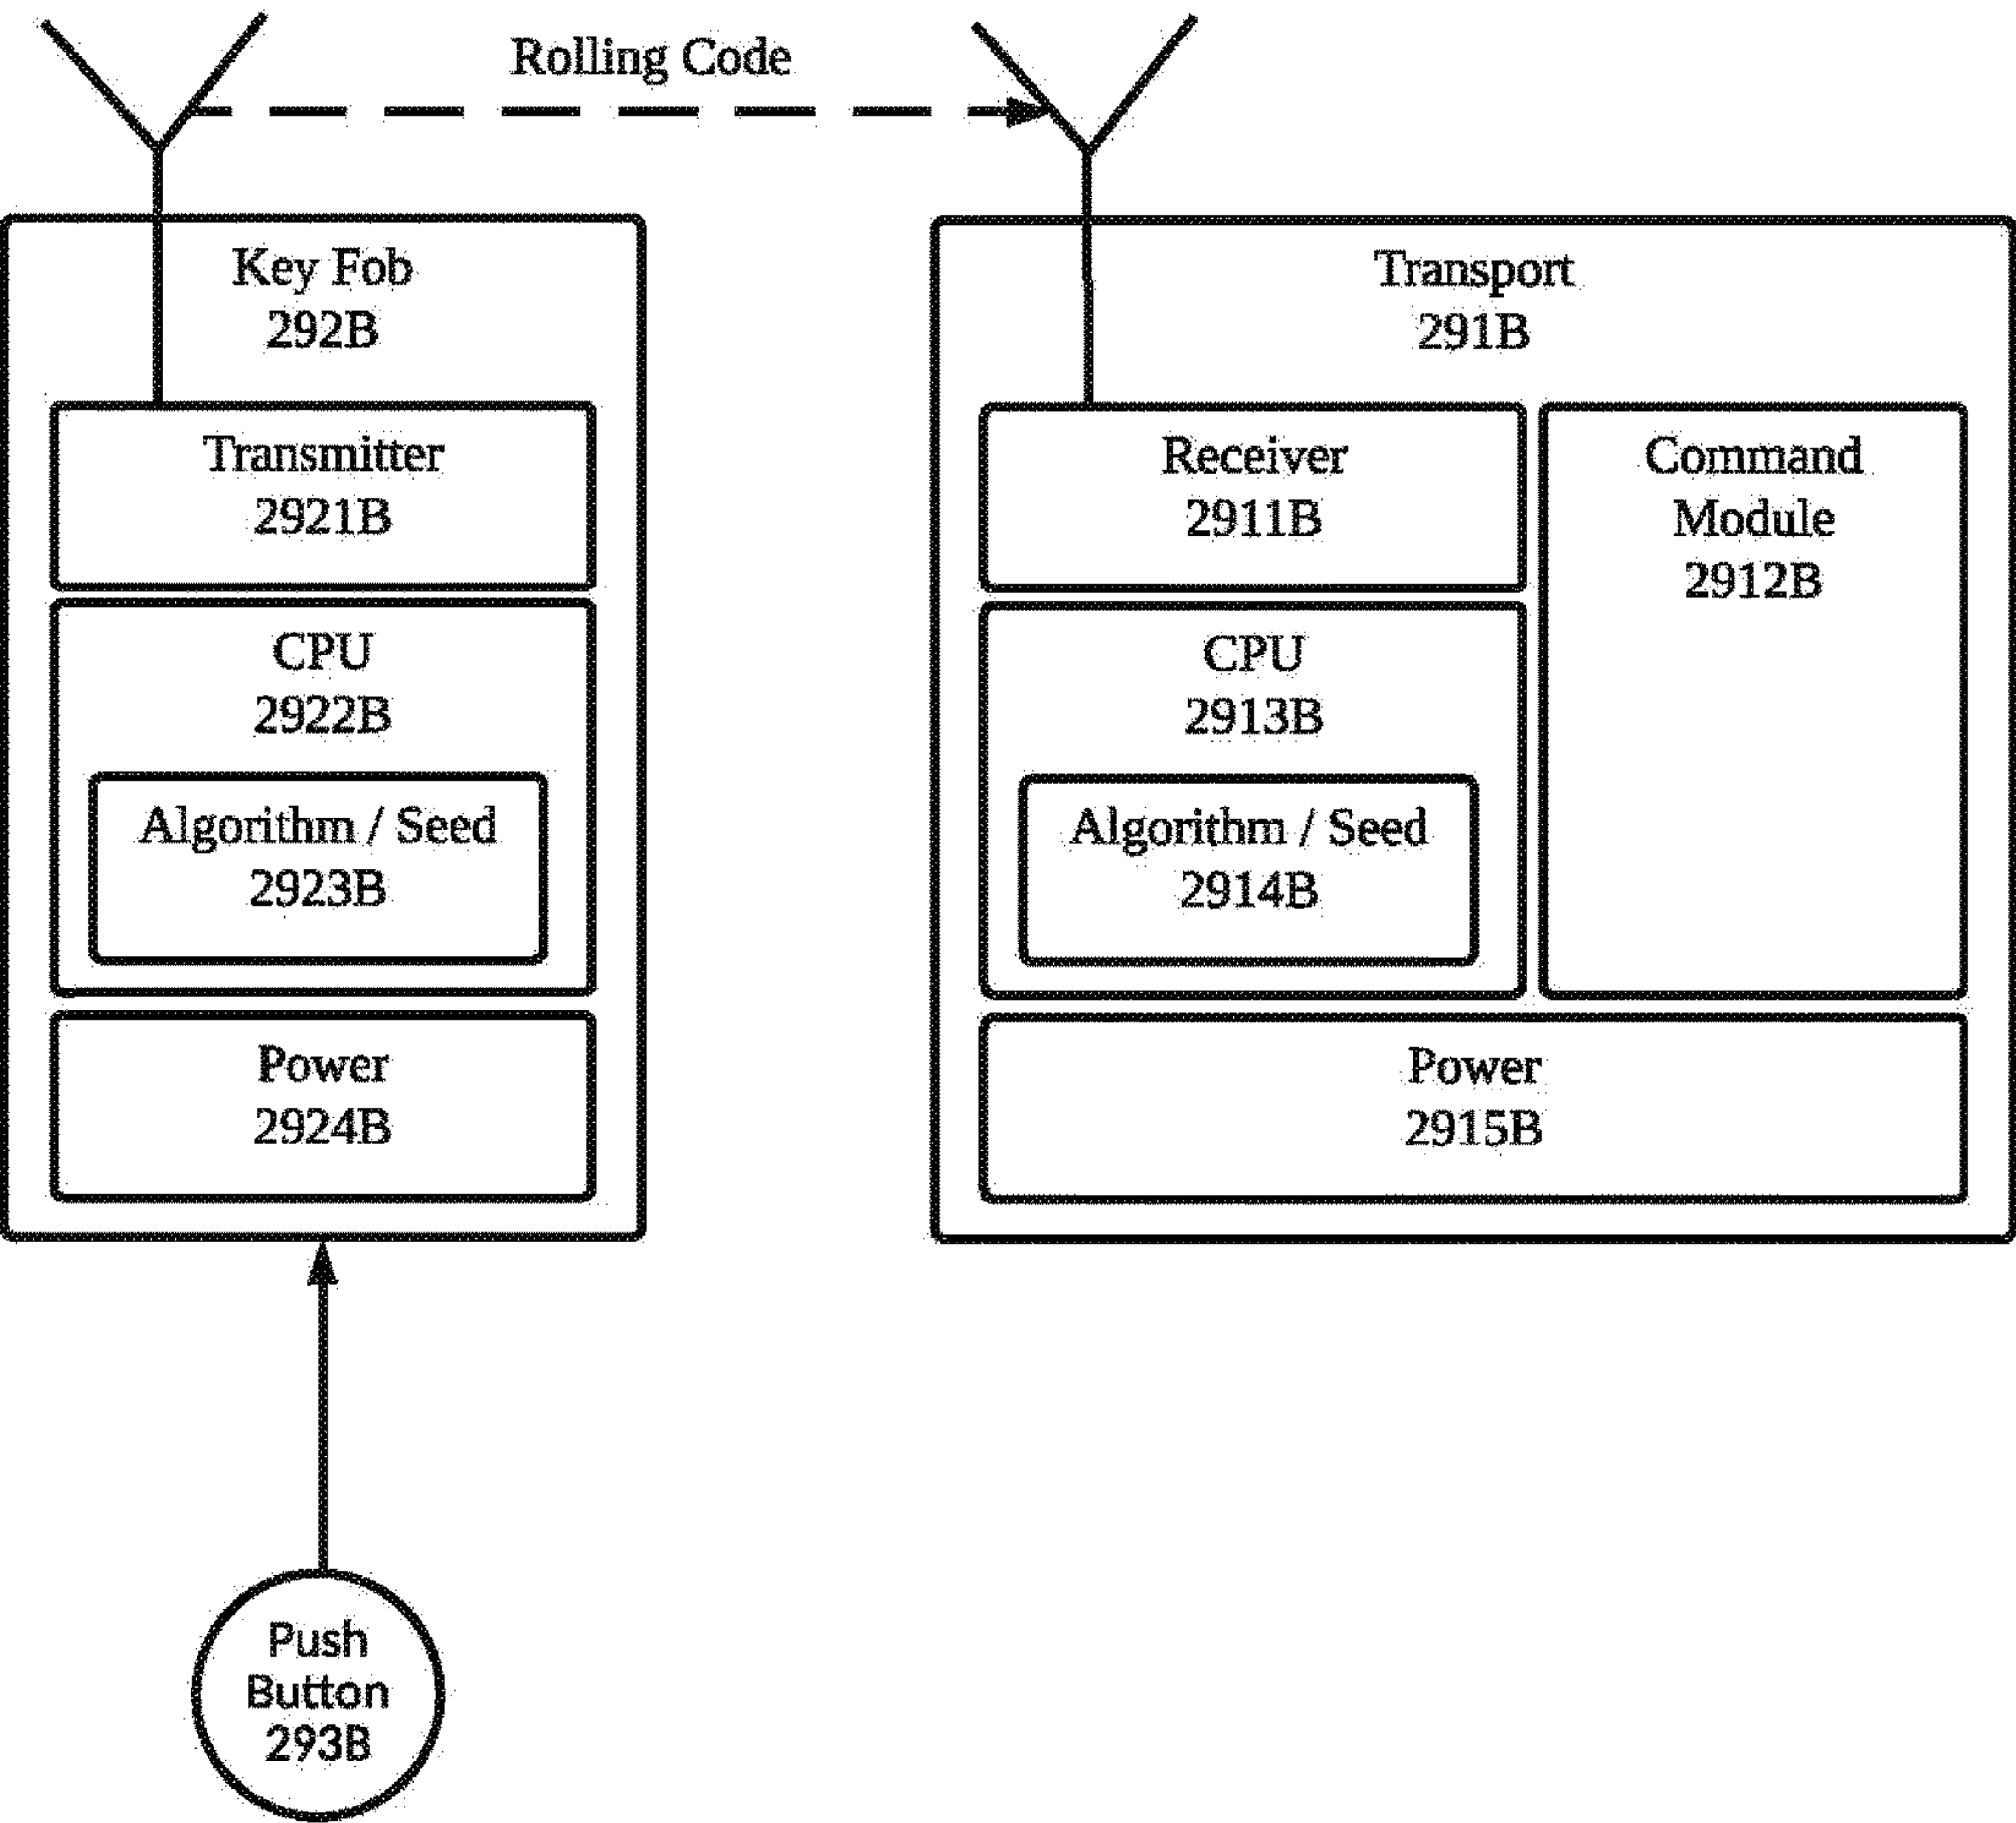 Rolling Code
Key Fob
292B
Transmitter
2921B
CPU
2922B
Algorithm / Seed
2923B
Power
2924B
Push
Button
293B
Transport
291B
Receiver
2911B
Command
Module
2912B
CPU
2913B
Algorithm / Seed
2914B
Power
2915B